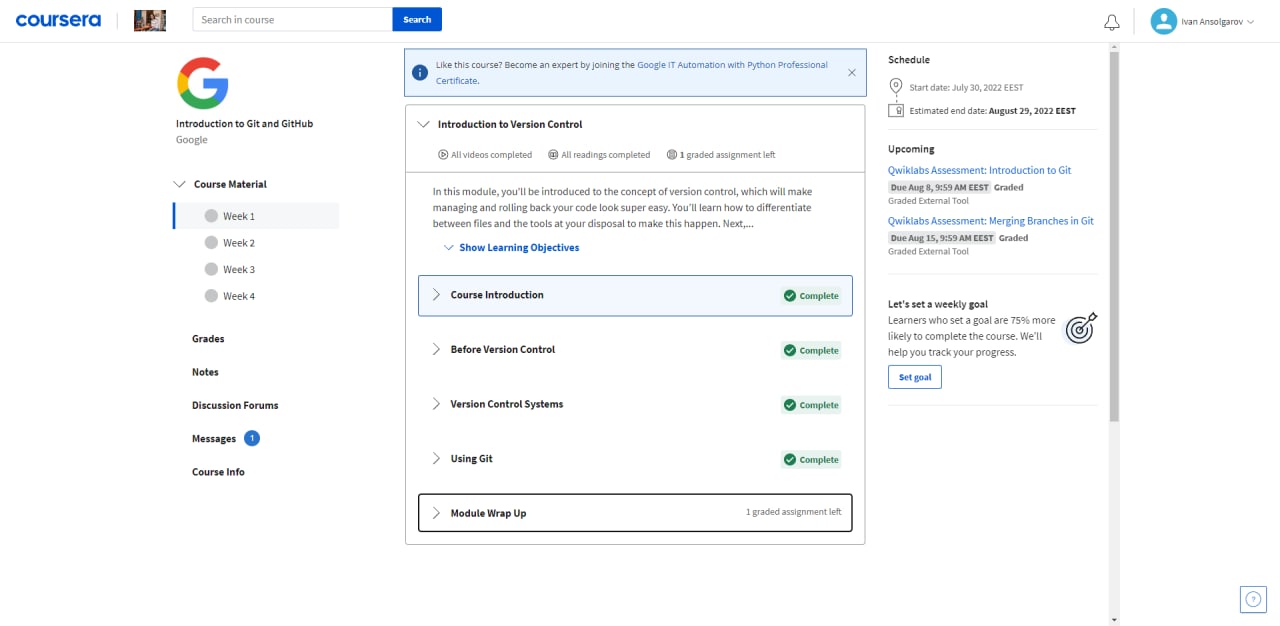 coursera
Search in course
Search
Ivan Ansolgarov
Introduction to Git and GitHub
Google
Course Material
Week 1
Week 2
Week 3
Week 4
Grades
Notes
Discussion Forums
Messages 1
Course Info
Like this course? Become an expert by joining the Google IT Automation with Python Professional
Certificate.
Introduction to Version Control
All videos completed All readings completed 1 graded assignment left
In this module, you'll be introduced to the concept of version control, which will make
managing and rolling back your code look super easy. You'll learn how to differentiate
between files and the tools at your disposal to make this happen. Next,...
Show Learning Objectives
Course Introduction Complete
Before Version Control Complete
Version Control Systems Complete
Using Git Complete
Module Wrap Up 1 graded assignment left
Schedule
Start date: July 30, 2022 EEST
Estimated end date: August 29, 2022 EEST
Upcoming
Qwiklabs Assessment: Introduction to Git
Due Aug 8, 9:59 AM EEST Graded
Graded External Tool
Qwiklabs Assessment: Merging Branches in Git
Due Aug 15, 9:59 AM EEST Graded
Graded External Tool
Let's set a weekly goal
Learners who set a goal are 75% more
likely to complete the course. We'll
help you track your progress.
Set goal
?